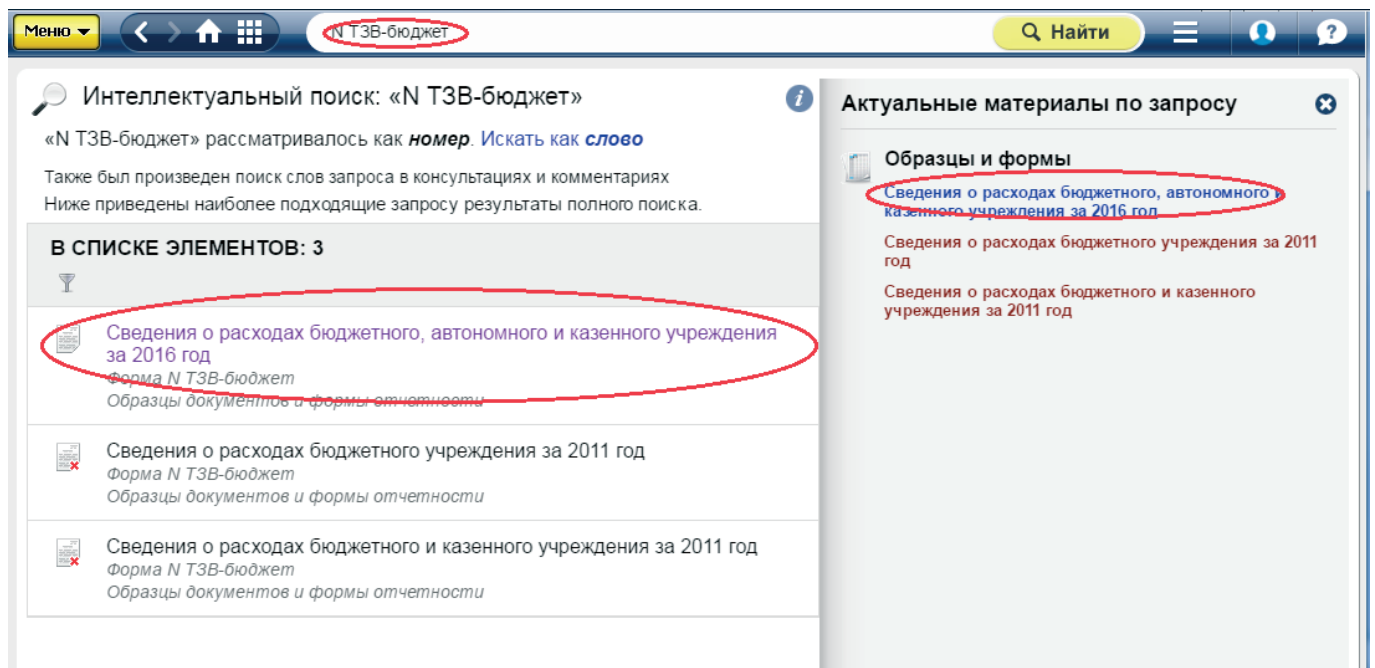 Меню
N ТЗВ-бюджет
Найти
?
Интеллектуальный поиск: «N ТЗВ-бюджет»
i
«N ТЗВ-бюджет» рассматривалось как номер. Искать как слово
Также был произведен поиск слов запроса в консультациях и комментариях
Ниже приведены наиболее подходящие запросу результаты полного поиска.
В СПИСКЕ ЭЛЕМЕНТОВ: 3
Сведения о расходах бюджетного, автономного и казенного учреждения
за 2016 год
Форма N ТЗВ-бюджет
Образцы документов и формы отчетности
Сведения о расходах бюджетного учреждения за 2011 год
Форма N ТЗВ-бюджет
Образцы документов и формы отчетности
Сведения о расходах бюджетного и казенного учреждения за 2011 год
Форма N ТЗВ-бюджет
Образцы документов и формы отчетности
Актуальные материалы по запросу
Образцы и формы
Сведения о расходах бюджетного, автономного и
казенного учреждения за 2016 год
Сведения о расходах бюджетного учреждения за 2011
год
Сведения о расходах бюджетного и казенного
учреждения за 2011 год